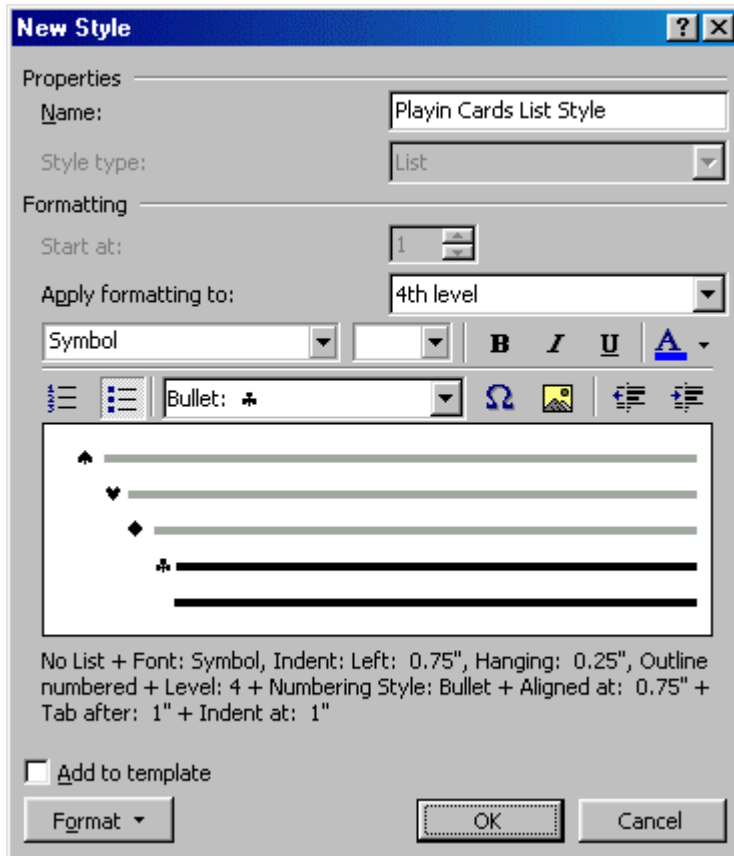 New Style
Properties
Name: Playin Cards List Style
Style type: List
Formatting
Start at: 1
Apply formatting to: 4th level
Symbol B I U A
Bullet: ♣ Ω
No List + Font: Symbol, Indent: Left: 0.75", Hanging: 0.25", Outline
numbered + Level: 4 + Numbering Style: Bullet + Aligned at: 0.75" +
Tab after: 1" + Indent at: 1"
Add to template
Format OK Cancel